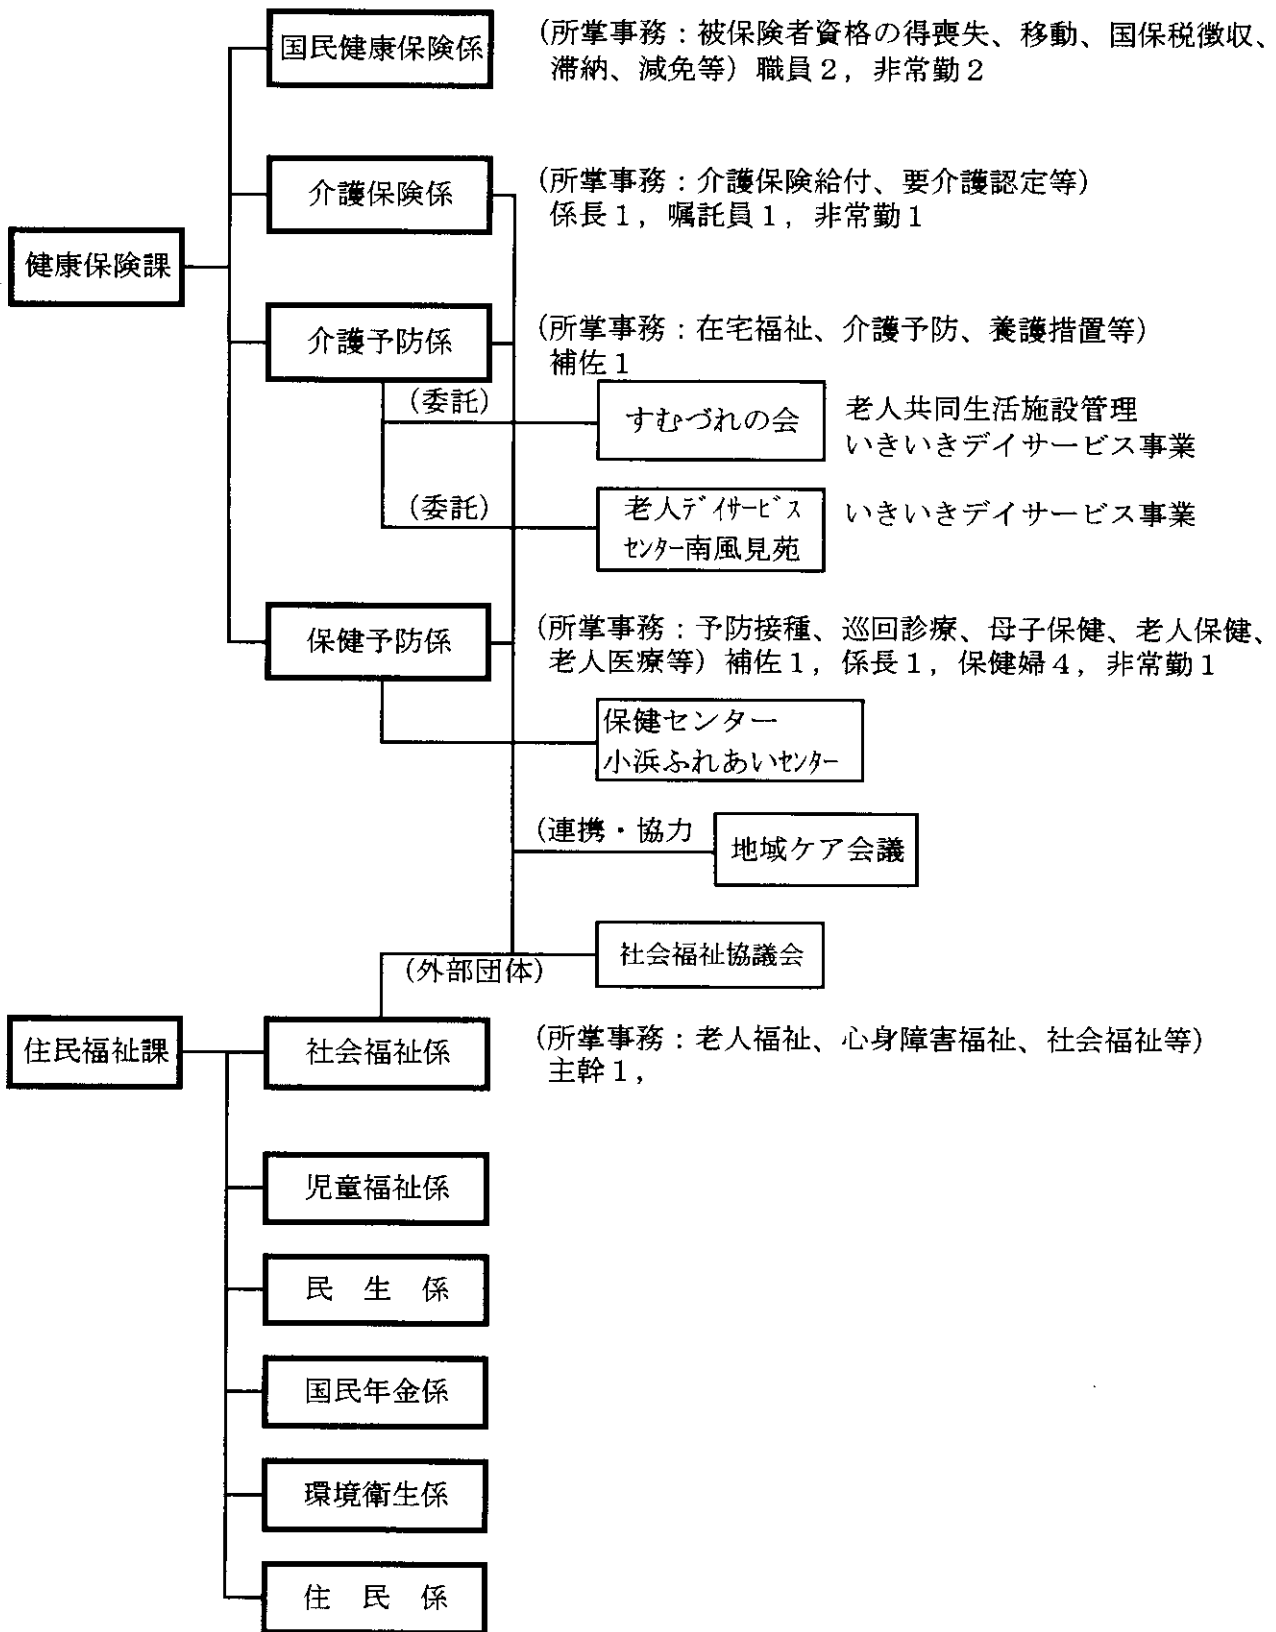 国民健康保険係
(所掌事務：被保険者資格の得喪失、移動、国保税徴収、
滞納、減免等）職員２，非常勤２
介護保険係
(所掌事務：介護保険給付、要介護認定等）
係長１，嘱託員１，非常勤１
健康保険課
介護予防係
(所掌事務：在宅福祉、介護予防、養護措置等）
補佐１
(委託）
すむづれの会
老人共同生活施設管理
いきいきデイサービス事業
(委託）
老人ﾃﾞｲｻｰﾋﾞｽ
ｾﾝﾀｰ南風見苑
いきいきデイサービス事業
保健予防係
(所掌事務：予防接種、巡回診療、母子保健、老人保健、
老人医療等）補佐１，係長１，保健婦４，非常勤１
保健センター
小浜ふれあいｾﾝﾀｰ
(連携・協力
地域ケア会議
(外部団体）
社会福祉協議会
住民福祉課
社会福祉係
(所掌事務：老人福祉、心身障害福祉、社会福祉等）
主幹１，
児童福祉係
民　生　係
国民年金係
環境衛生係
住　民　係